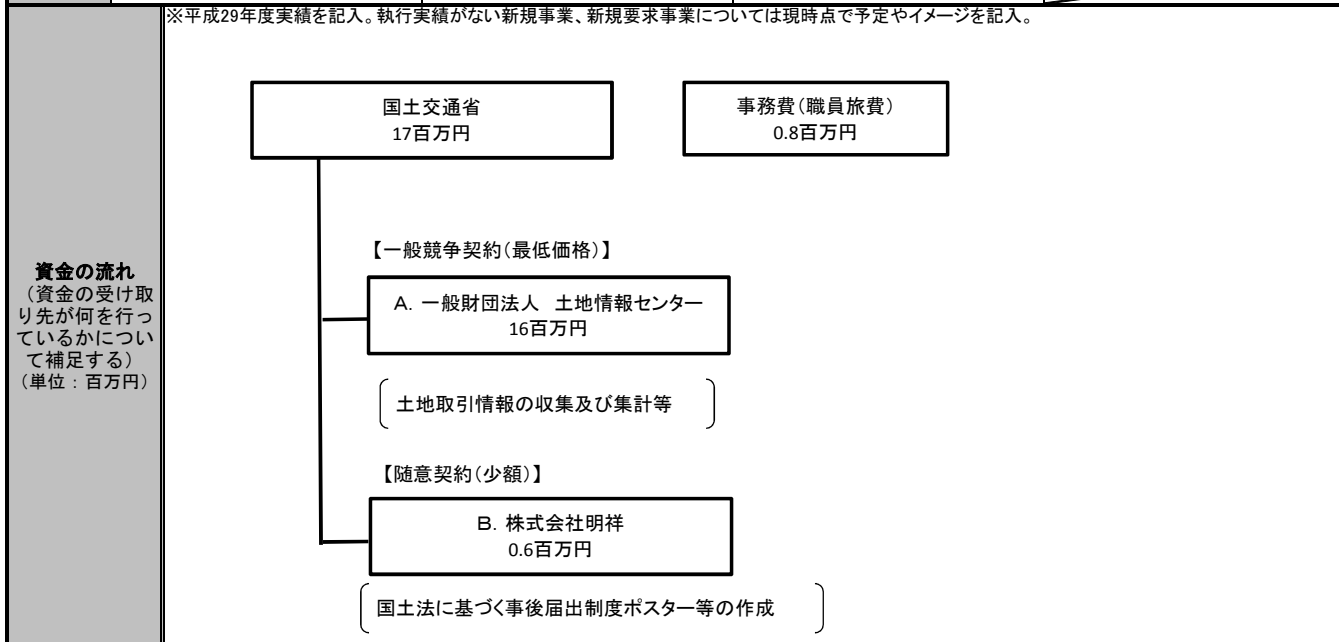 ※平成29年度実績を記入。執行実績がない新規事業、新規要求事業については現時点で予定やイメージを記入。
国土交通省
17百万円
事務費(職員旅費)
0.8百万円
【一般競争契約(最低価格)】
A. 一般財団法人 土地情報センター
16百万円
土地取引情報の収集及び集計等
【随意契約(少額)】
B. 株式会社明祥
0.6百万円
国土法に基づく事後届出制度ポスター等の作成
資金の流れ
(資金の受け取
り先が何を行っ
ているかについ
て補足する)
(単位:百万円)